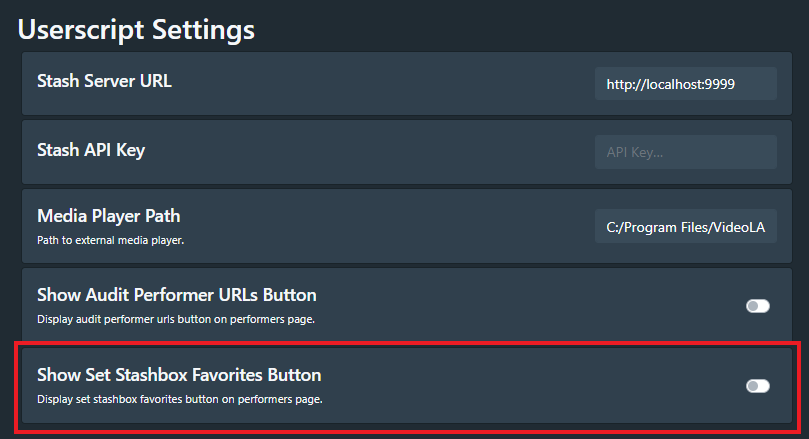 Userscript Settings
Stash Server URL
http://localhost:9999
Stash API Key
API Key...
Media Player Path
Path to external media player.
C:/Program Files/VideoLA
Show Audit Performer URLs Button
Display audit performer urls button on performers page.
Show Set Stashbox Favorites Button
Display set stashbox favorites button on performers page.